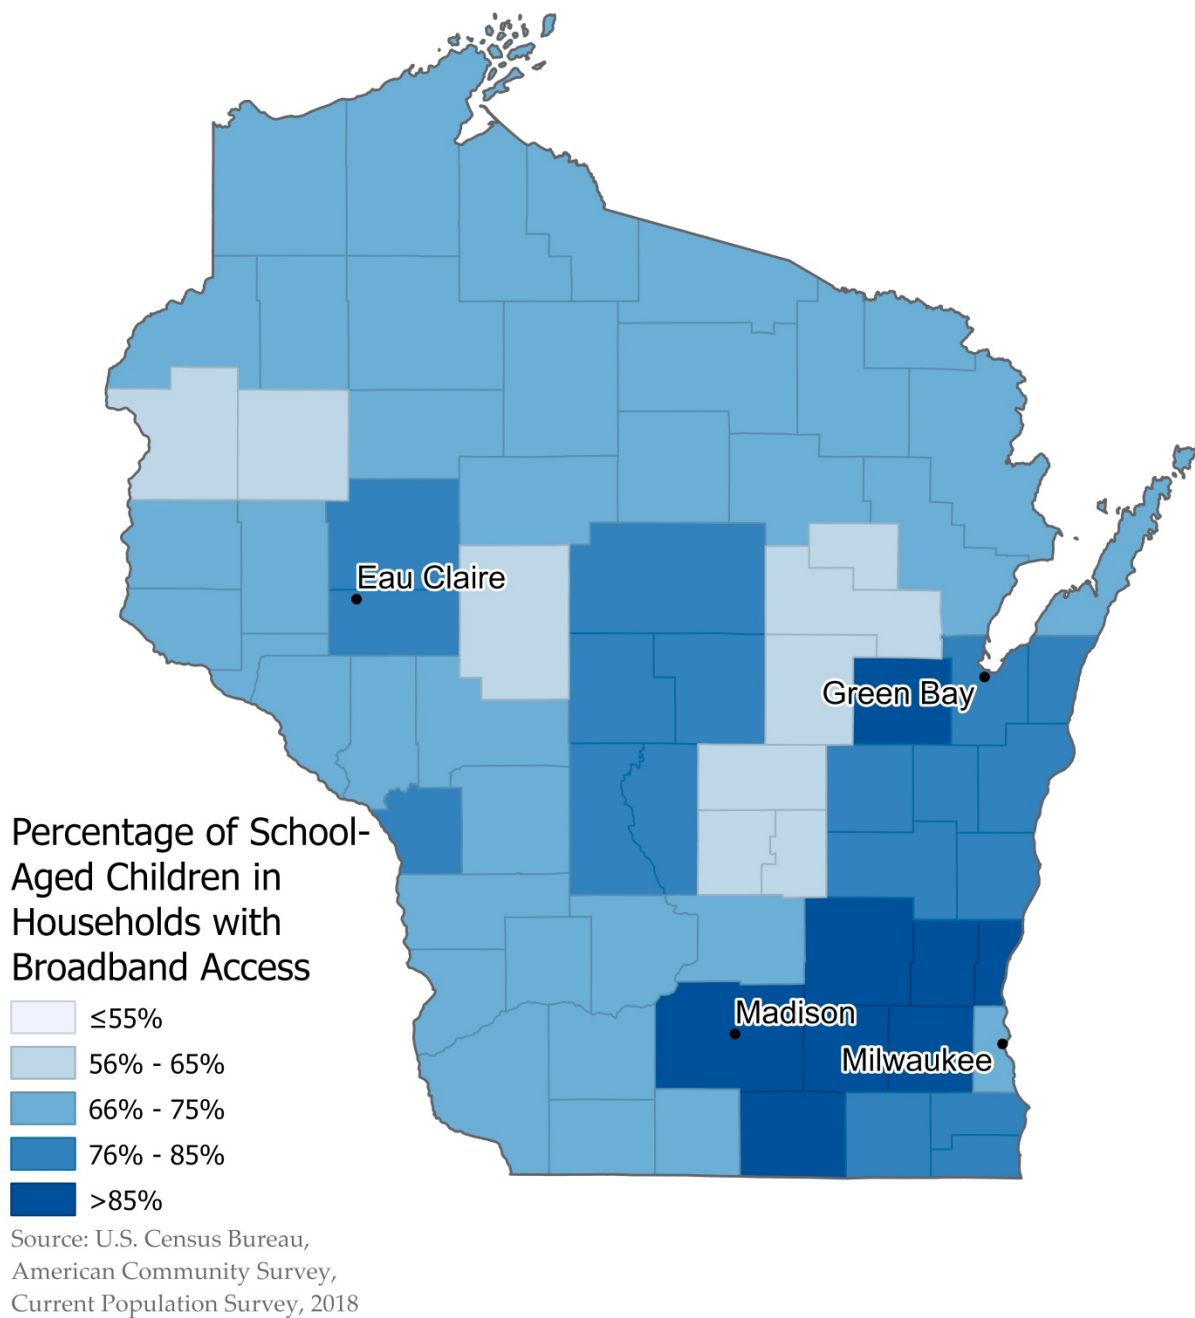 Eau Claire
Green Bay
Madison
Milwaukee
Percentage of School-
Aged Children in
Households with
Broadband Access
≤55%
56% - 65%
66% - 75%
76% - 85%
>85%
Source: U.S. Census Bureau,
American Community Survey,
Current Population Survey, 2018